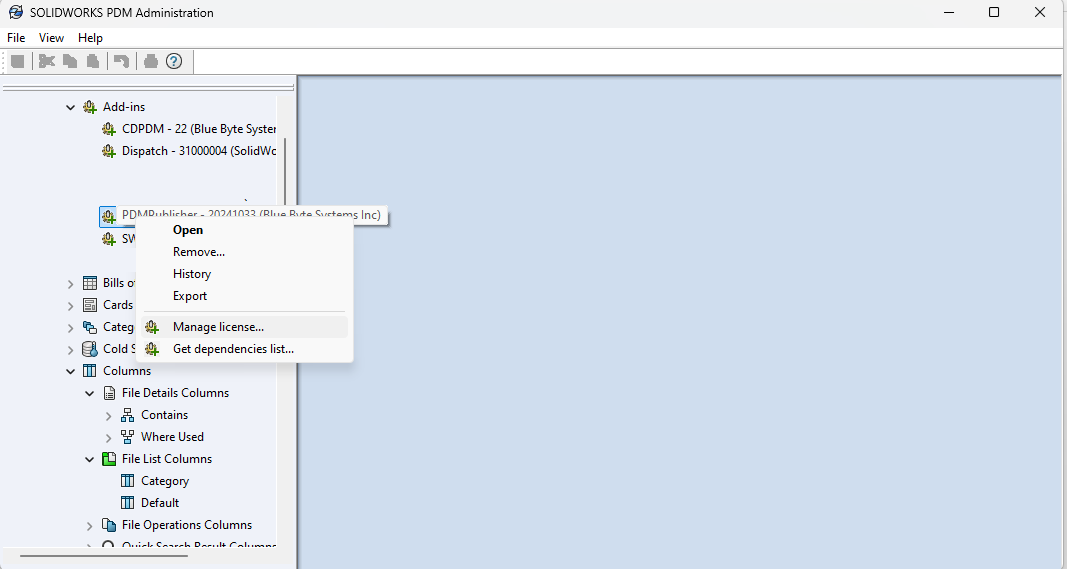 SOLIDWORKS PDM Administration
File View Help
Add-ins
CDPDM - 22 (Blue Byte Syster
Dispatch - 31000004 (SolidWo
PDMPublisher - 20241033 (Blue Byte Systems Inc)
SW
Open
Remove...
History
Export
Manage license...
Get dependencies list...
Bills of
Cards
Categ
Cold S
Columns
File Details Columns
Contains
Where Used
File List Columns
Category
Default
File Operations Columns
Quick Search Result Columns